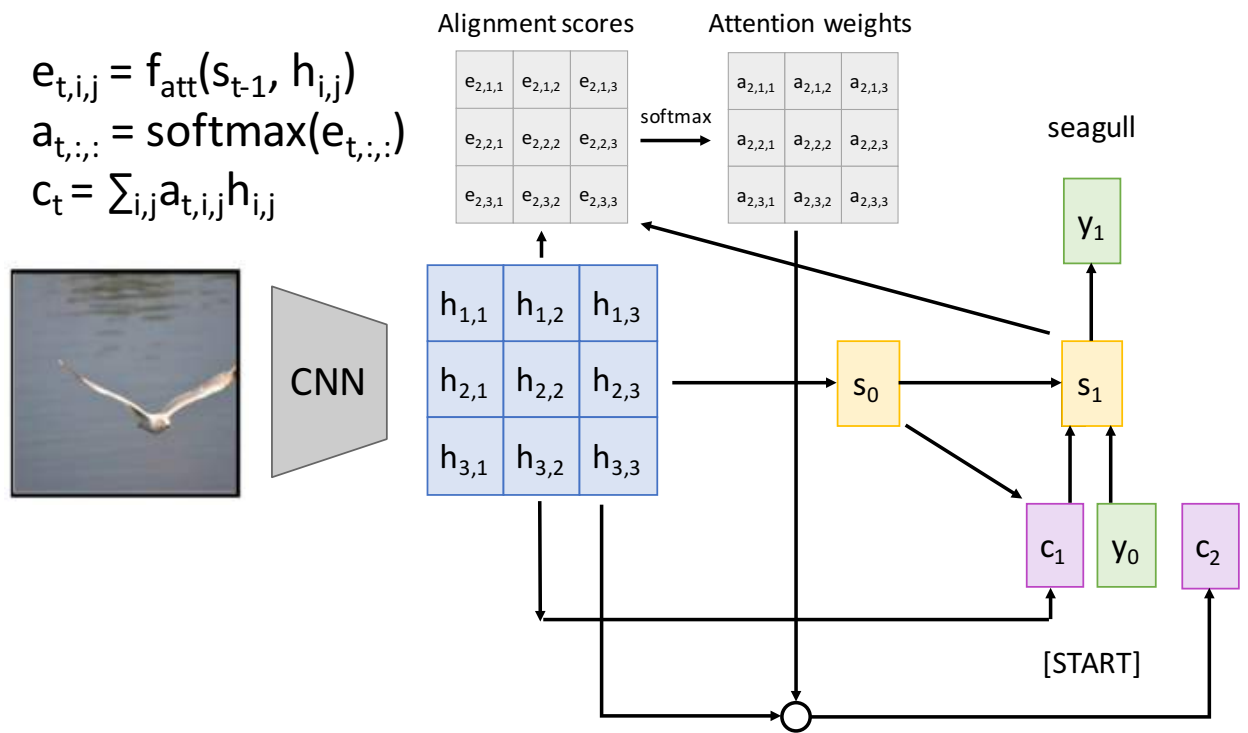 Alignment scores
Attention weights
e_{t,i,j} = f_{att}(s_{t-1}, h_{i,j})
a_{t,:,:} = softmax(e_{t,:,:})
c_t = ∑_{i,j}a_{t,i,j}h_{i,j}
e_{2,1,1} e_{2,1,2} e_{2,1,3}
e_{2,2,1} e_{2,2,2} e_{2,2,3}
e_{2,3,1} e_{2,3,2} e_{2,3,3}
softmax
a_{2,1,1} a_{2,1,2} a_{2,1,3}
a_{2,2,1} a_{2,2,2} a_{2,2,3}
a_{2,3,1} a_{2,3,2} a_{2,3,3}
seagull
y_1
CNN
h_{1,1} h_{1,2} h_{1,3}
h_{2,1} h_{2,2} h_{2,3}
h_{3,1} h_{3,2} h_{3,3}
s_0
s_1
c_1
y_0
c_2
[START]